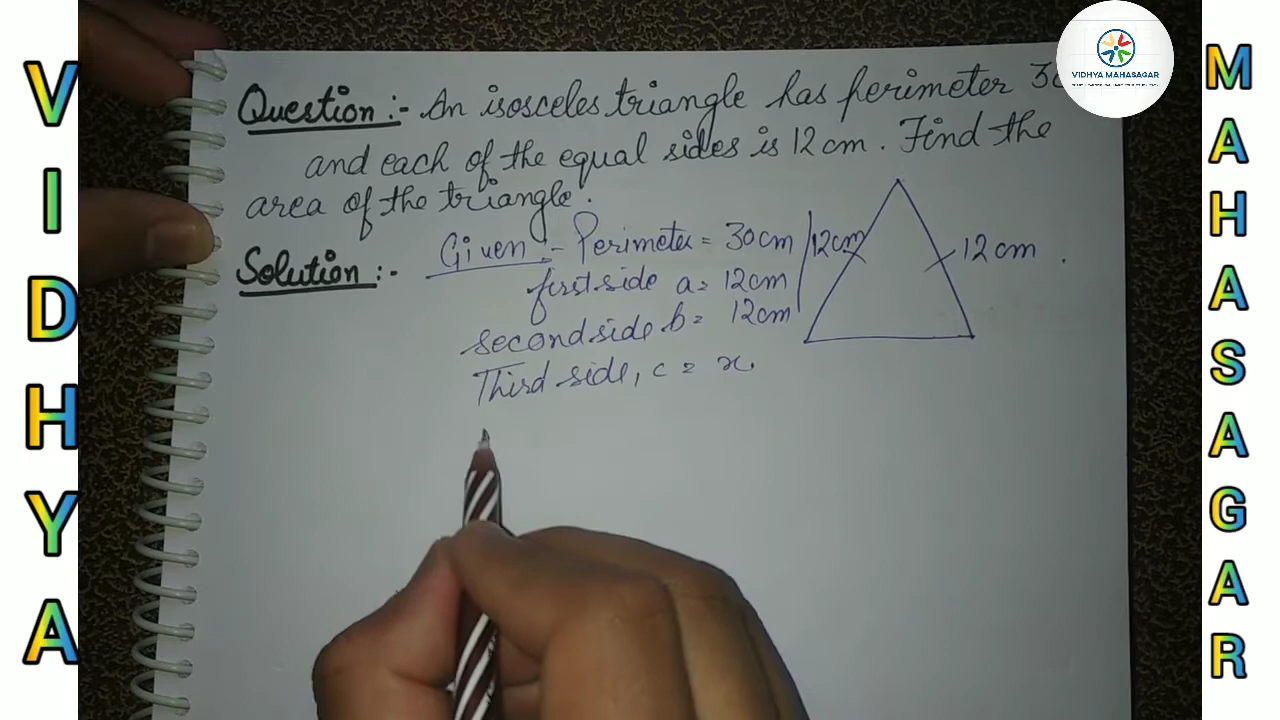 Question :- An isosceles triangle has perimeter 30
and each of the equal sides is 12 cm. Find the
area of the triangle.
Solution :- Given :- Perimeter = 30 cm
first side a = 12 cm
second side b = 12 cm
Third side, c = x.
12cm
12 cm
VIDHYA MAHASAGAR
VIDHYA
MAHASAGAR